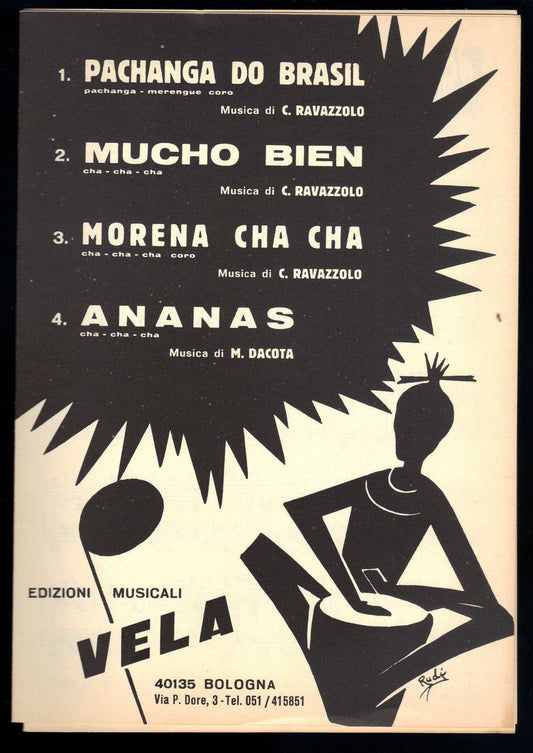 1. PACHANGA DO BRASIL
pachanga - merengue coro
Musica di C. RAVAZZOLO
2. MUCHO BIEN
cha - cha - cha
Musica di C. RAVAZZOLO
3. MORENA CHA CHA
cha - cha - cha coro
Musica di C. RAVAZZOLO
4. ANANAS
cha - cha - cha
Musica di M. DACOTA
EDIZIONI MUSICALI
VELA
40135 BOLOGNA
Via P. Dore, 3 - Tel. 051 / 415851
Rudj